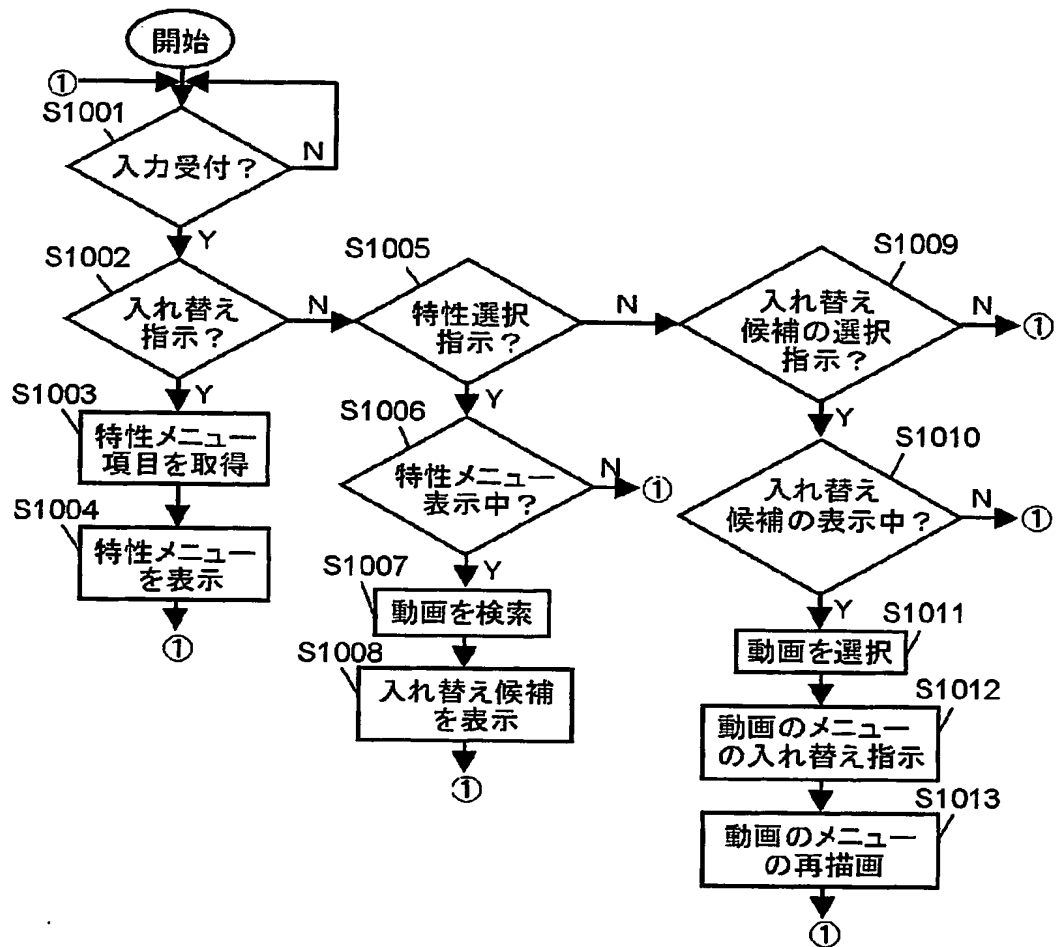 開始
①
S1001
入力受付？
N
Y
S1002
入れ替え
指示？
N
Y
S1003
特性メニュー
項目を取得
S1004
特性メニュー
を表示
①
S1005
特性選択
指示？
N
Y
S1006
特性メニュー
表示中？
N
①
Y
S1007
動画を検索
S1008
入れ替え候補
を表示
①
S1009
入れ替え
候補の選択
指示？
N
①
Y
S1010
入れ替え
候補の表示中？
N
①
Y
S1011
動画を選択
S1012
動画のメニュー
の入れ替え指示
S1013
動画のメニュー
の再描画
①